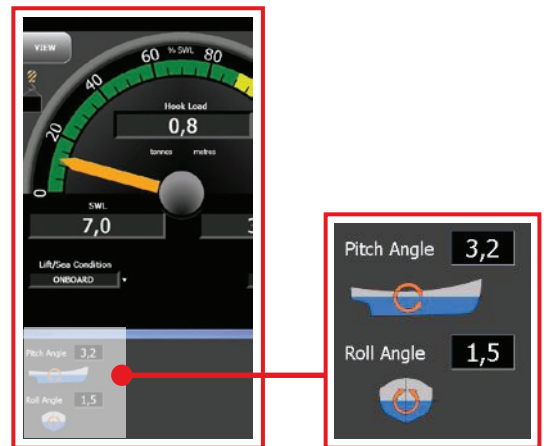 VIEW
% SWL
0
20
40
60
80
Hook Load
0,8
tonnes metres
SWL
7,0
Lift/Sea Condition
ONBOARD
Pitch Angle 3,2
Roll Angle 1,5
Pitch Angle 3,2
Roll Angle 1,5